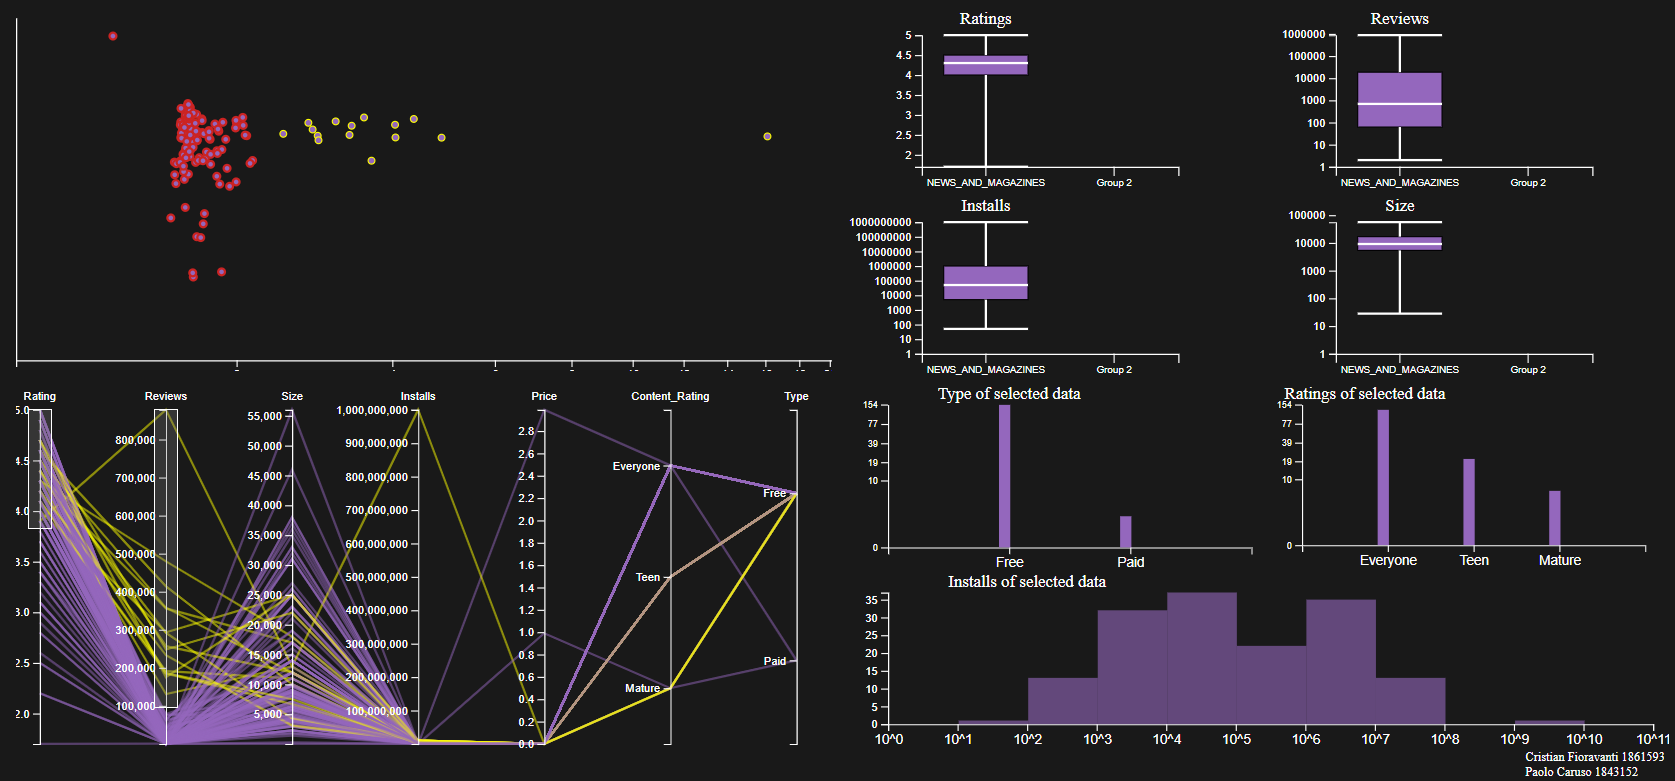 Ratings
5
4.5
4
3.5
3
2.5
2
NEWS_AND_MAGAZINES
Group 2
Reviews
1000000
100000
10000
1000
100
10
1
NEWS_AND_MAGAZINES
Group 2
Installs
1000000000
100000000
10000000
1000000
100000
10000
1000
100
1
NEWS_AND_MAGAZINES
Group 2
Size
100000
10000
1000
100
10
1
NEWS_AND_MAGAZINES
Group 2
Rating
5.0
4.5
4.0
3.5
3.0
2.5
2.0
Reviews
800,000
700,000
600,000
500,000
400,000
300,000
200,000
100,000
Size
55,000
50,000
45,000
40,000
35,000
30,000
25,000
20,000
15,000
10,000
5,000
Installs
1,000,000,000
900,000,000
800,000,000
700,000,000
600,000,000
500,000,000
400,000,000
300,000,000
200,000,000
100,000,000
Price
2.8
2.6
2.4
2.2
2.0
1.8
1.6
1.4
1.2
1.0
0.8
0.6
0.4
0.2
0.0
Content_Rating
Everyone
Teen
Mature
Type
Free
Paid
Type of selected data
154
77
39
19
10
0
Free
Paid
Ratings of selected data
154
77
39
19
10
0
Everyone
Teen
Mature
Installs of selected data
35
30
25
20
15
10
5
0
10^0 10^1 10^2 10^3 10^4 10^5 10^6 10^7 10^8 10^9 10^10 10^11
Cristian Fioravanti 1861593
Paolo Caruso 1843152